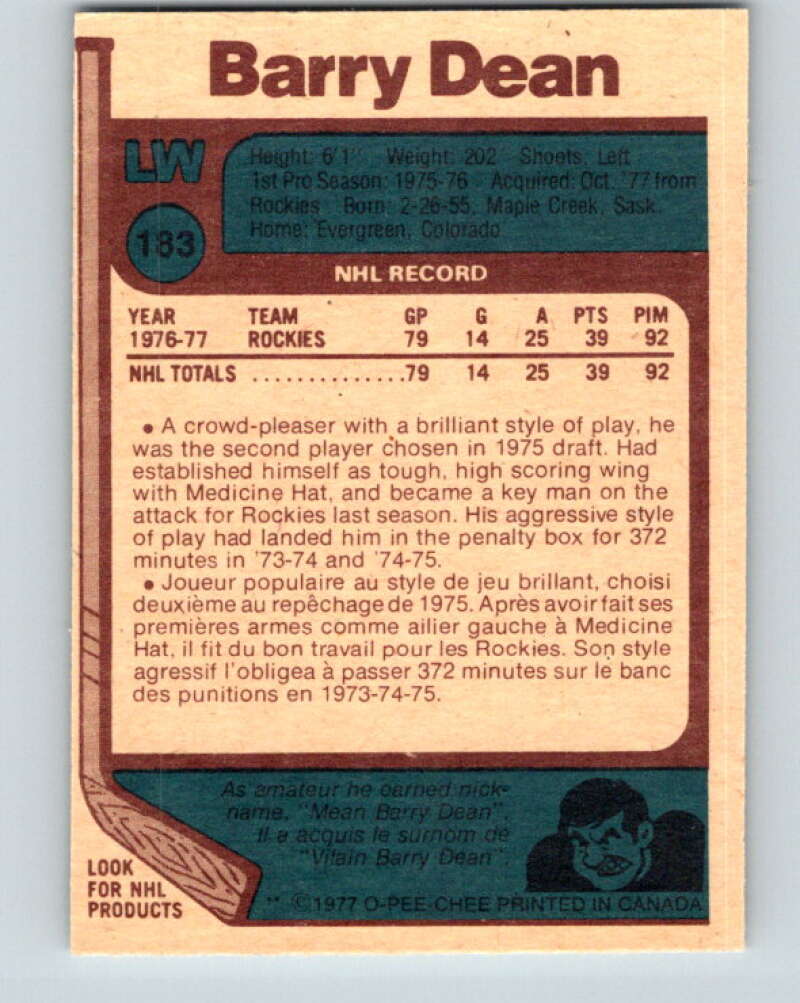 Barry Dean
LW
183
Height: 6'1" Weight: 202 Shoots: Left
1st Pro Season: 1975-76 Acquired: Oct. '77 from
Rockies Born: 2-26-55, Maple Creek, Sask.
Home: Evergreen, Colorado
NHL RECORD
YEAR TEAM GP G A PTS PIM
1976-77 ROCKIES 79 14 25 39 92
NHL TOTALS ..............79 14 25 39 92
• A crowd-pleaser with a brilliant style of play, he
was the second player chosen in 1975 draft. Had
established himself as tough, high scoring wing
with Medicine Hat, and became a key man on the
attack for Rockies last season. His aggressive style
of play had landed him in the penalty box for 372
minutes in '73-74 and '74-75.
• Joueur populaire au style de jeu brillant, choisi
deuxième au repêchage de 1975. Après avoir fait ses
premières armes comme ailier gauche à Medicine
Hat, il fit du bon travail pour les Rockies. Son style
agressif l'obligea à passer 372 minutes sur le banc
des punitions en 1973-74-75.
As amateur he earned nick-
name, "Mean Barry Dean".
Il a acquis le surnom de
"Vilain Barry Dean".
LOOK
FOR NHL
PRODUCTS
** ©1977 O-PEE-CHEE PRINTED IN CANADA